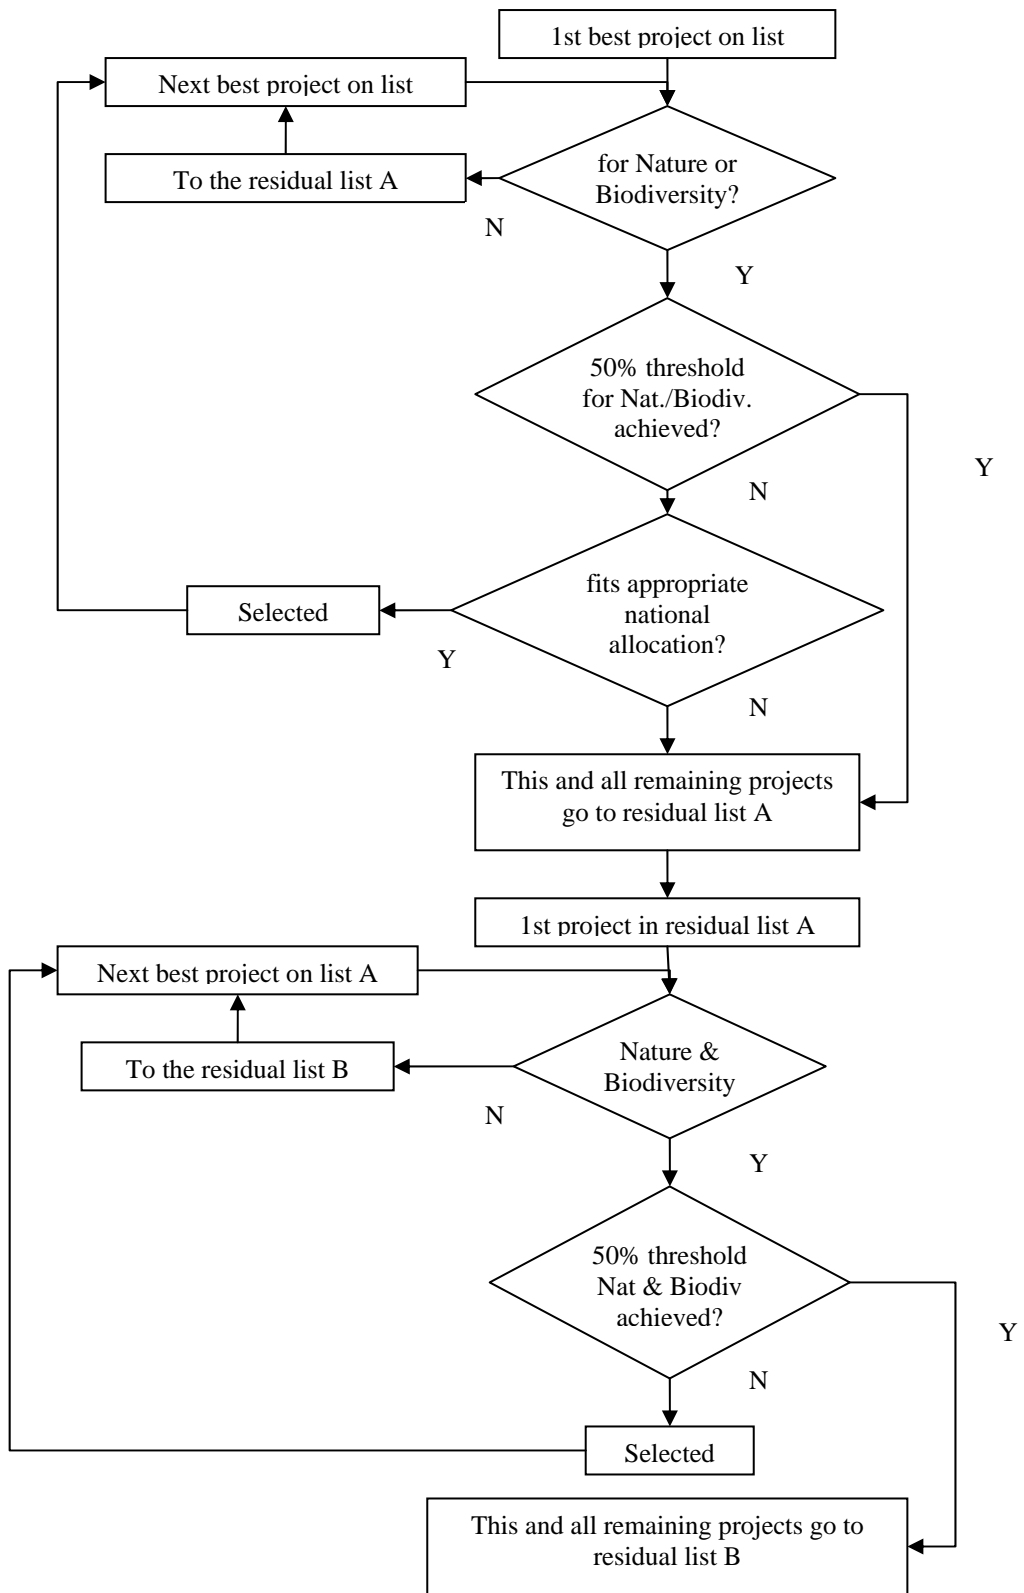 1st best project on list
Next best project on list
To the residual list A
for Nature or
Biodiversity?
N
Y
50% threshold
for Nat./Biodiv.
achieved?
Y
N
fits appropriate
national
allocation?
Selected
Y
N
This and all remaining projects
go to residual list A
1st project in residual list A
Next best project on list A
To the residual list B
Nature &
Biodiversity
N
Y
50% threshold
Nat & Biodiv
achieved?
Y
N
Selected
This and all remaining projects go to
residual list B